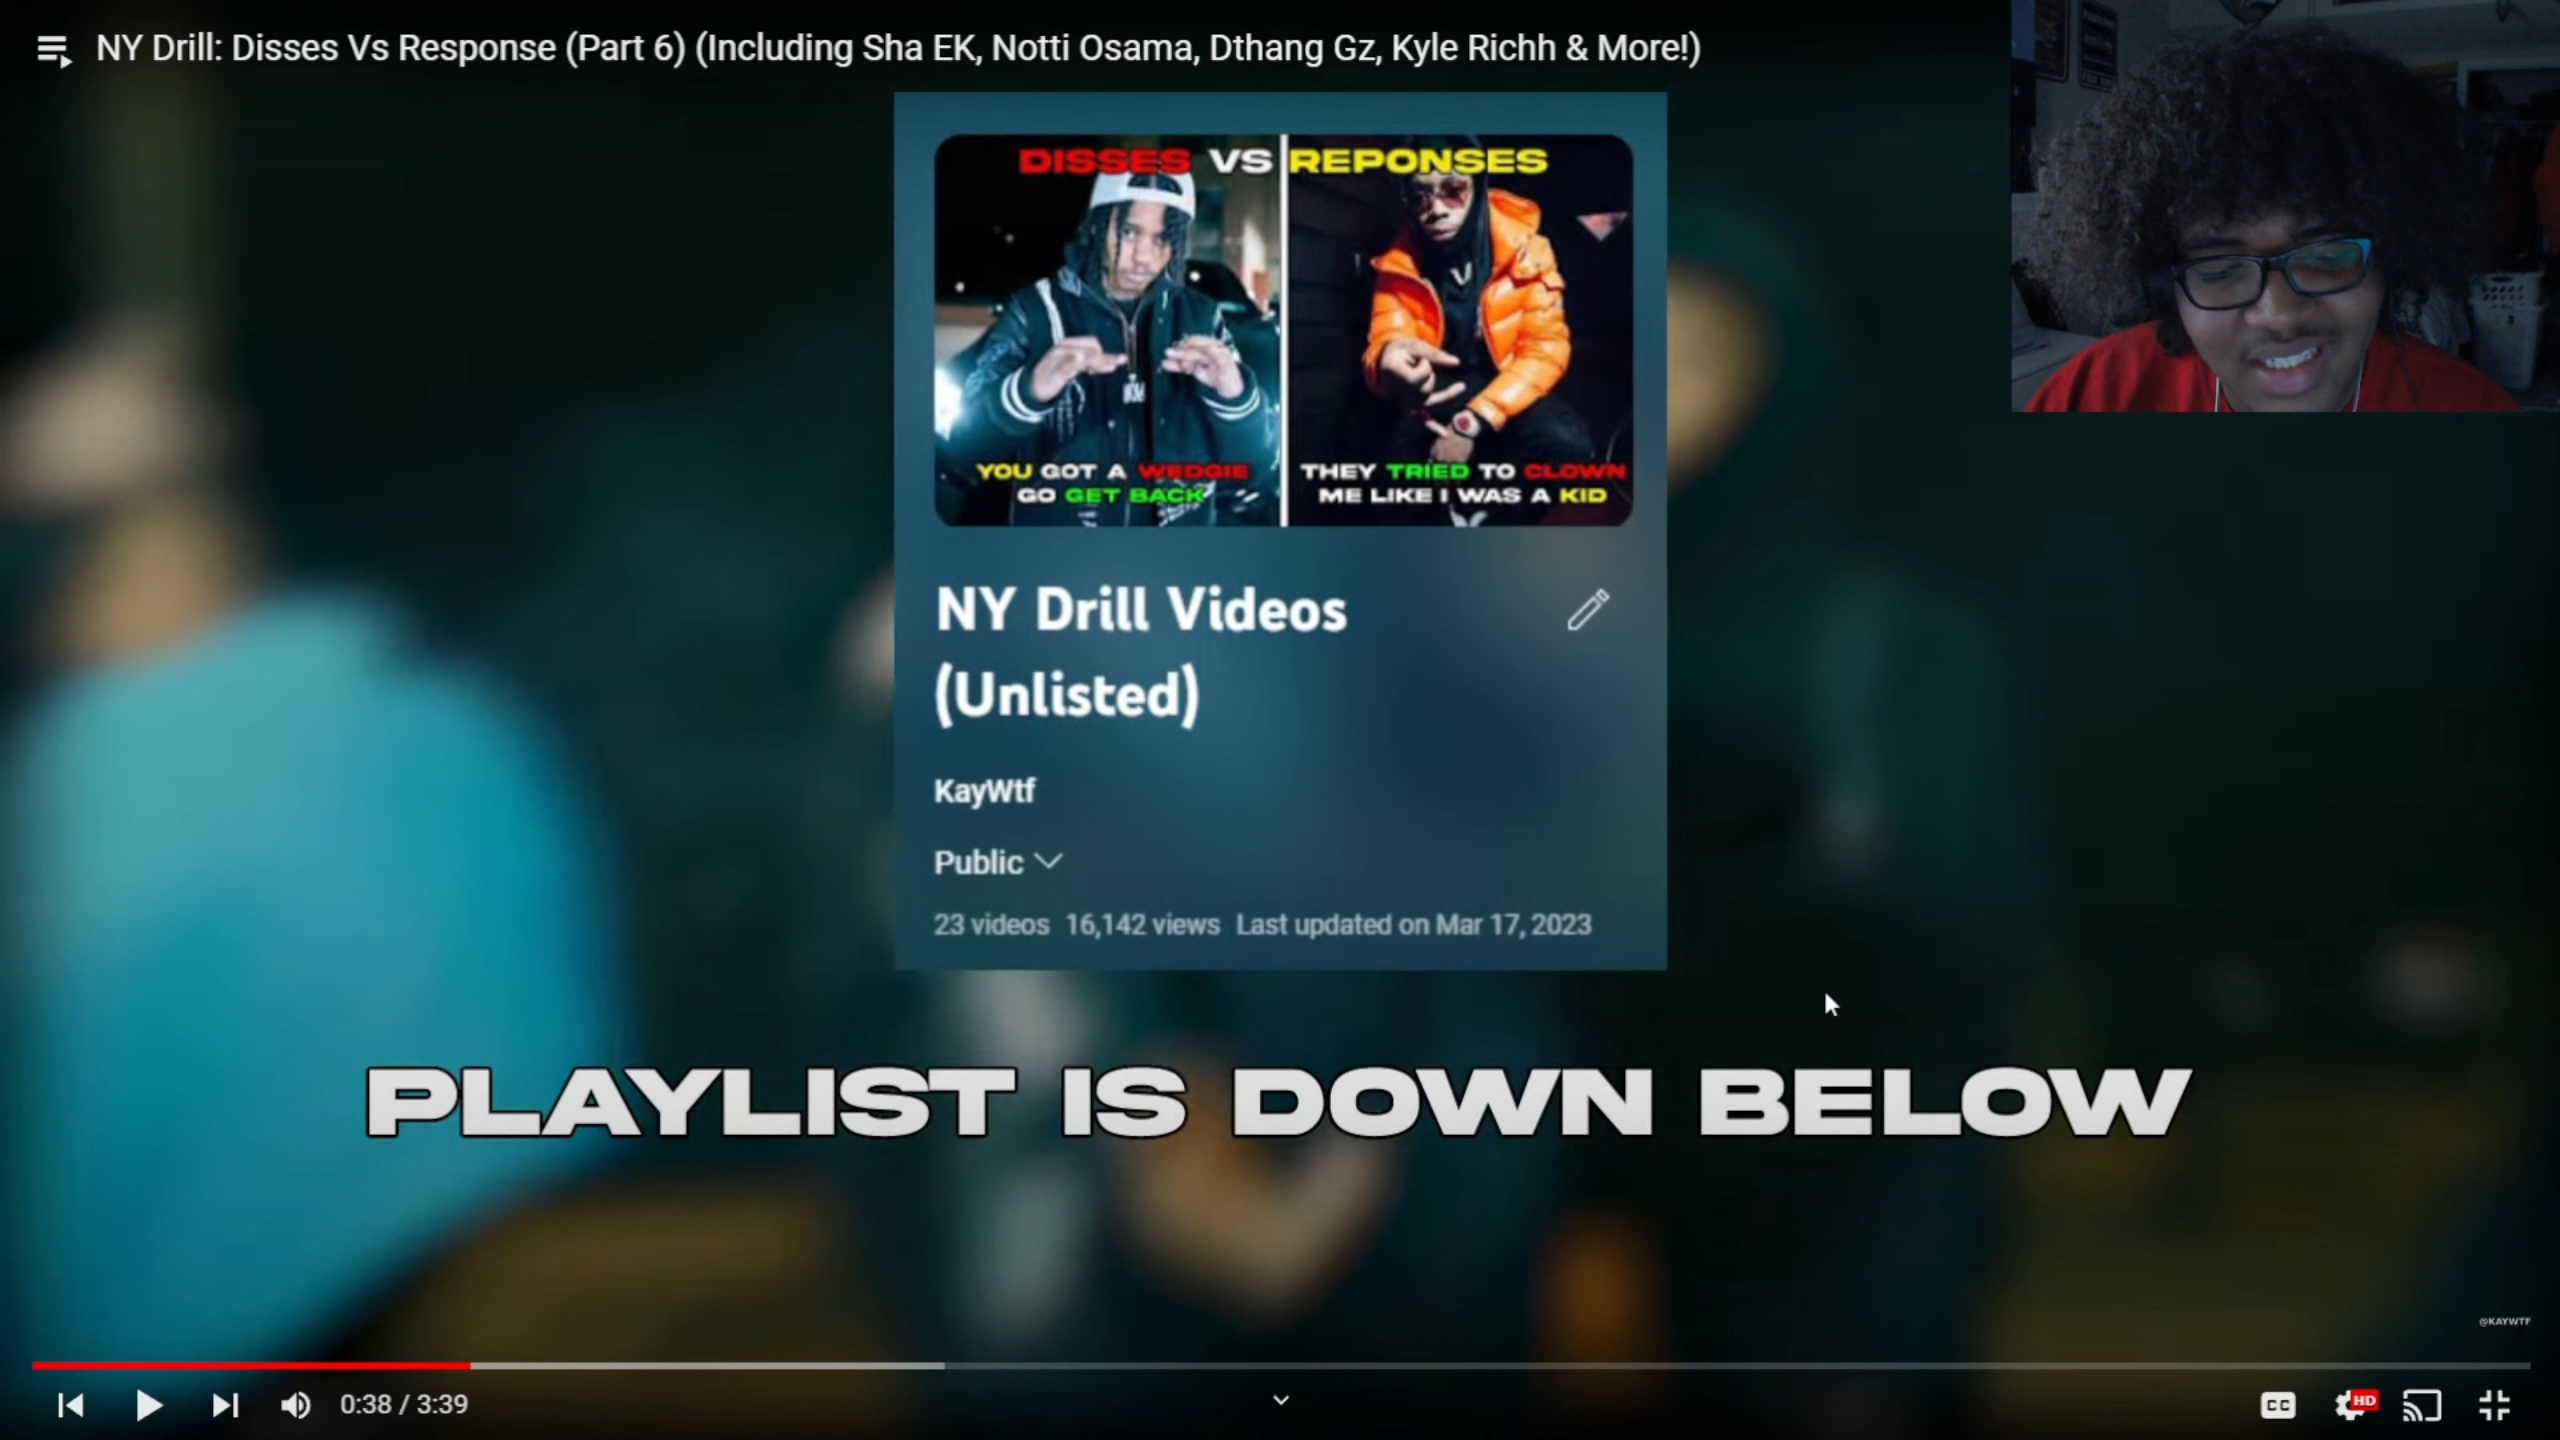 NY Drill: Disses Vs Response (Part 6) (Including Sha EK, Notti Osama, Dthang Gz, Kyle Richh & More!)
DISSES VS REPONSES
YOU GOT A WEDGIE
GO GET BACK
THEY TRIED TO CLOWN
ME LIKE I WAS A KID
NY Drill Videos
(Unlisted)
KayWtf
Public
23 videos 16,142 views Last updated on Mar 17, 2023
PLAYLIST IS DOWN BELOW
@KAYWTF
0:38 / 3:39
CC
HD